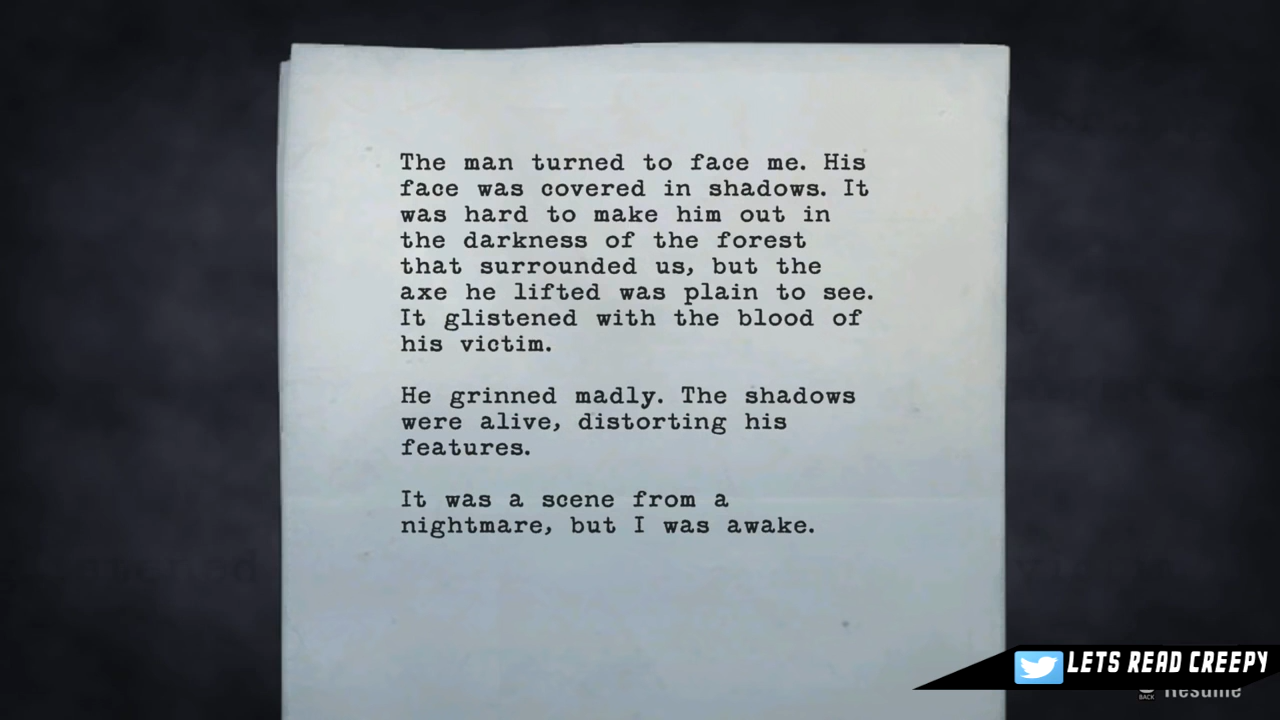 The man turned to face me. His
face was covered in shadows. It
was hard to make him out in
the darkness of the forest
that surrounded us, but the
axe he lifted was plain to see.
It glistened with the blood of
his victim.
He grinned madly. The shadows
were alive, distorting his
features.
It was a scene from a
nightmare, but I was awake.
LETS READ CREEPY
BACK Resume